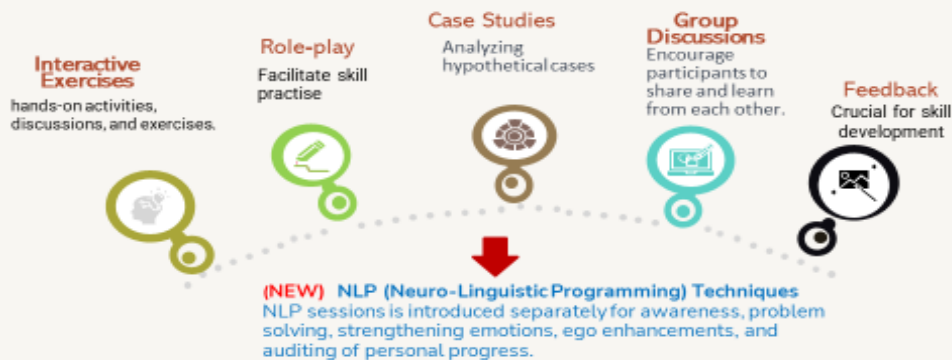 Interactive
Exercises
hands-on activities,
discussions, and exercises.
Role-play
Facilitate skill
practise
Case Studies
Analyzing
hypothetical cases
Group
Discussions
Encourage
participants to
share and learn
from each other.
Feedback
Crucial for skill
development
(NEW) NLP (Neuro-Linguistic Programming) Techniques
NLP sessions is introduced separately for awareness, problem
solving, strengthening emotions, ego enhancements, and
auditing of personal progress.